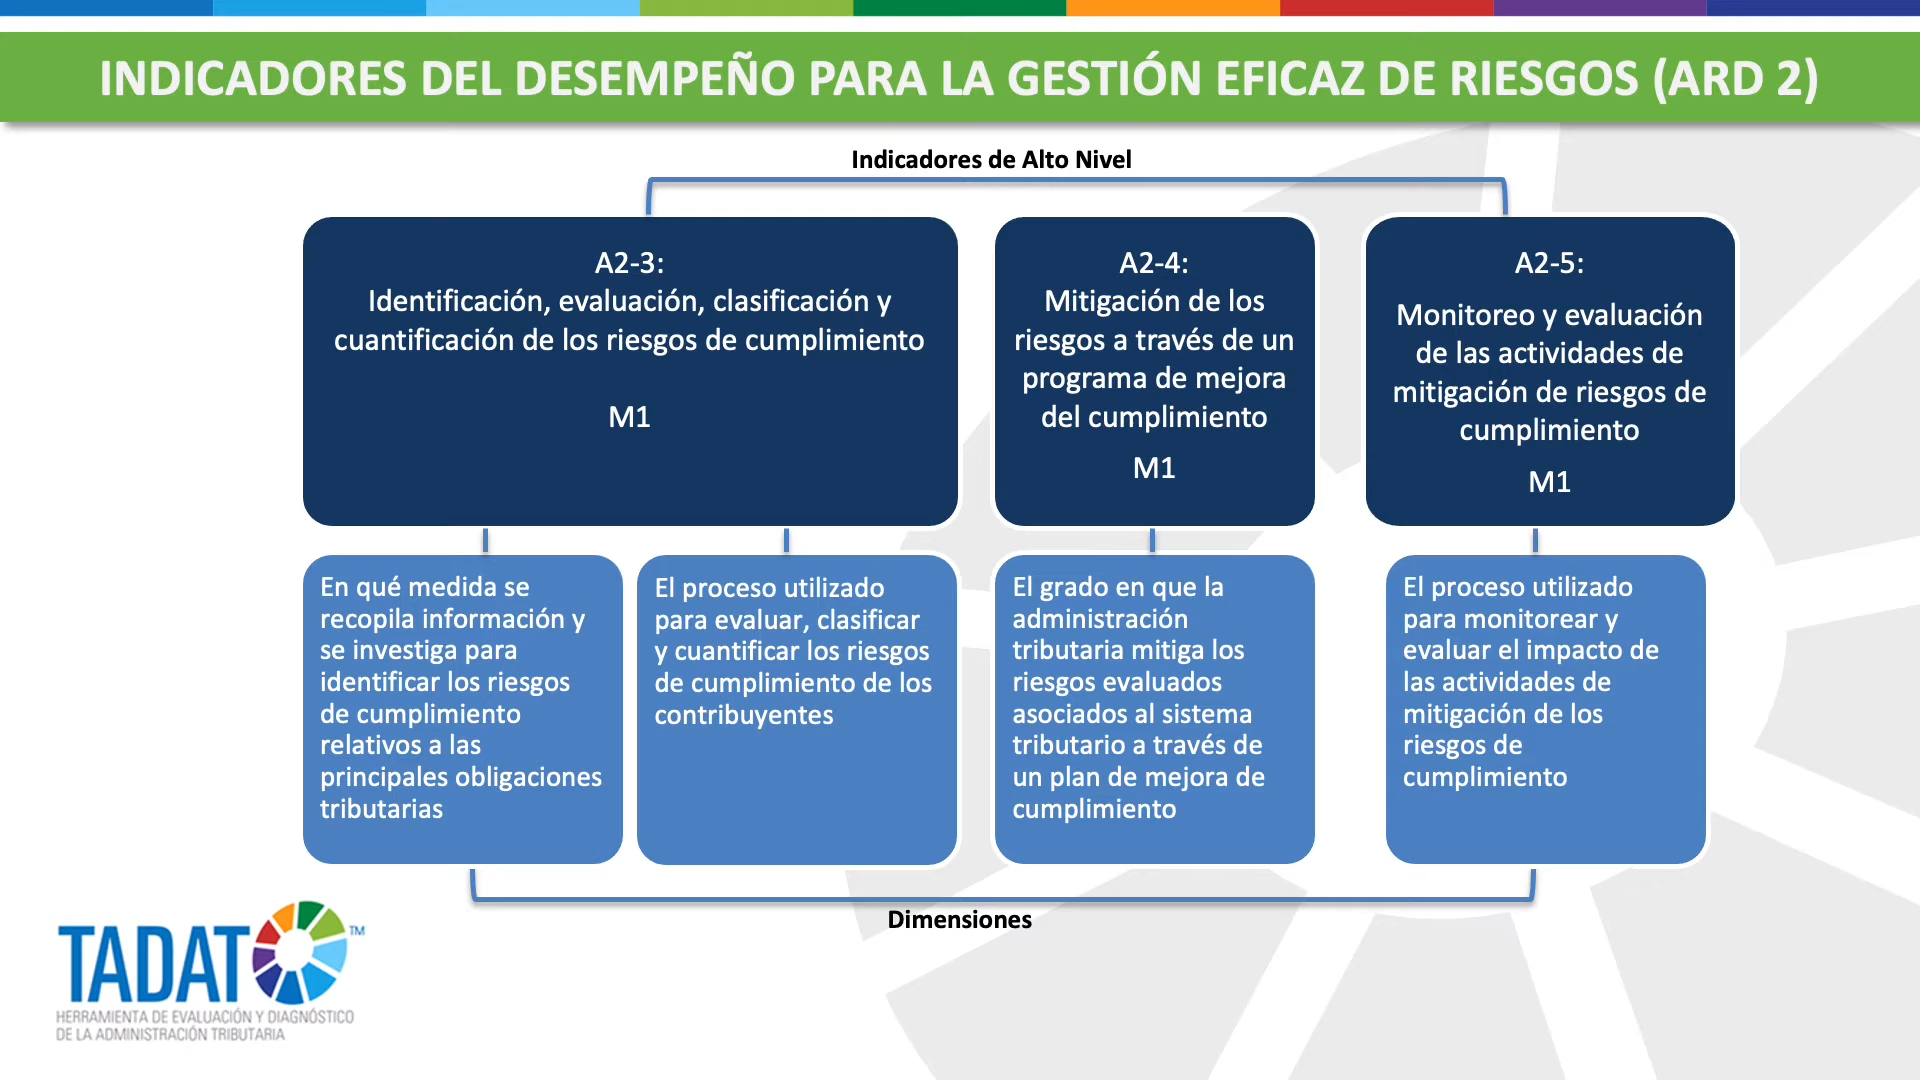 INDICADORES DEL DESEMPEÑO PARA LA GESTIÓN EFICAZ DE RIESGOS (ARD 2)
Indicadores de Alto Nivel
A2-3:
Identificación, evaluación, clasificación y
cuantificación de los riesgos de cumplimiento
M1
A2-4:
Mitigación de los
riesgos a través de un
programa de mejora
del cumplimiento
M1
A2-5:
Monitoreo y evaluación
de las actividades de
mitigación de riesgos de
cumplimiento
M1
En qué medida se
recopila información y
se investiga para
identificar los riesgos
de cumplimiento
relativos a las
principales obligaciones
tributarias
El proceso utilizado
para evaluar, clasificar
y cuantificar los riesgos
de cumplimiento de los
contribuyentes
El grado en que la
administración
tributaria mitiga los
riesgos evaluados
asociados al sistema
tributario a través de
un plan de mejora de
cumplimiento
El proceso utilizado
para monitorear y
evaluar el impacto de
las actividades de
mitigación de los
riesgos de
cumplimiento
Dimensiones
TADAT™
HERRAMIENTA DE EVALUACIÓN Y DIAGNÓSTICO
DE LA ADMINISTRACIÓN TRIBUTARIA